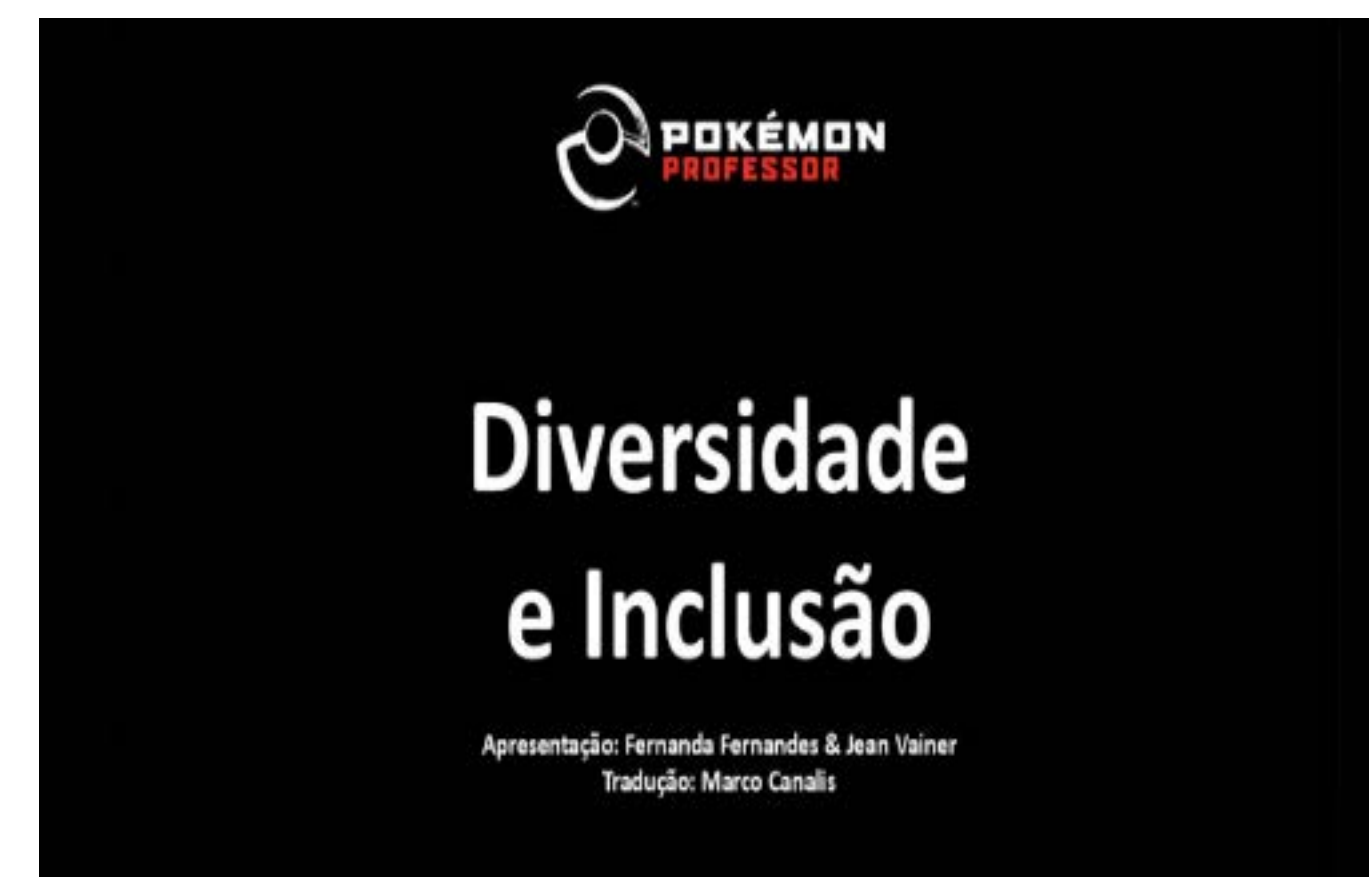 POKÉMON
PROFESSOR
Diversidade
e Inclusão
Apresentação: Fernanda Fernandes & Jean Vainer
Tradução: Marco Canalis